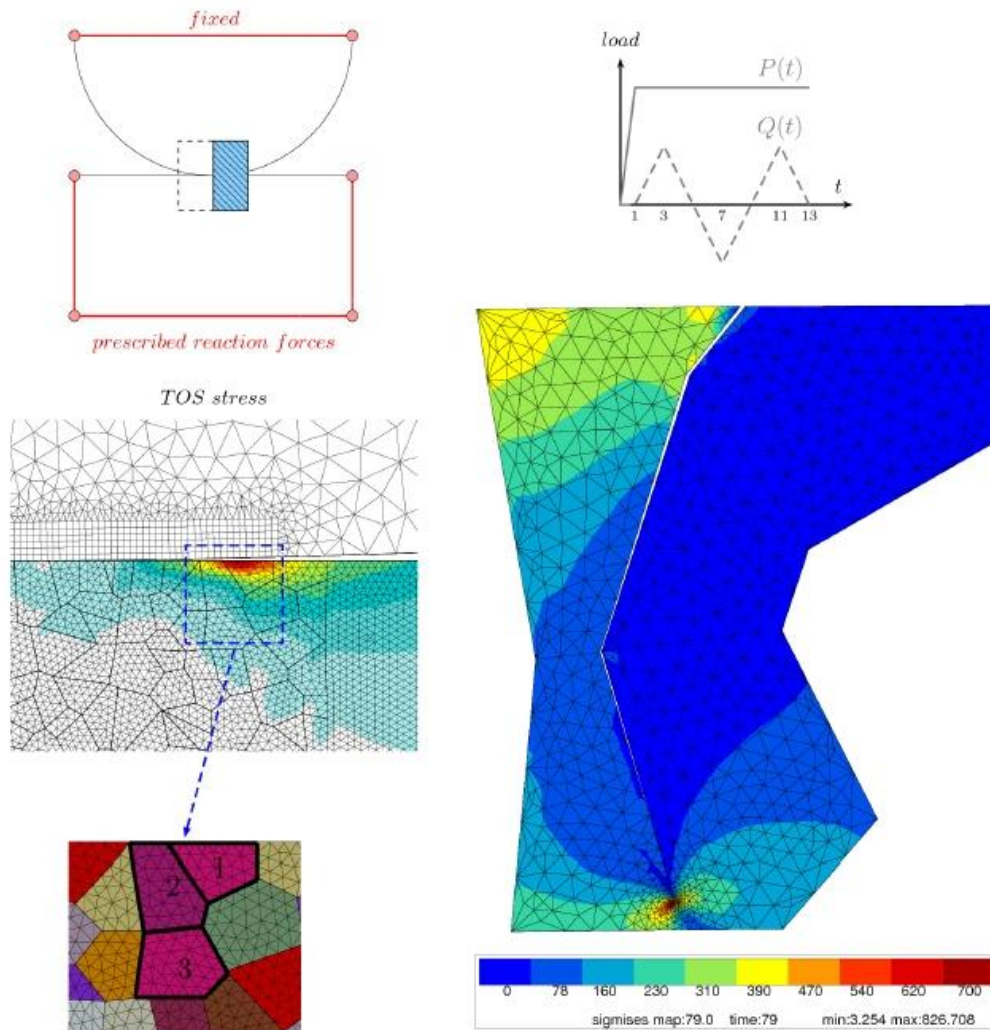 fixed
prescribed reaction forces
load
P(t)
Q(t)
t
1 3 7 11 13
TOS stress
1
2
3
0 78 160 230 310 390 470 540 620 700
sigmises map:79.0 time:79 min:3.254 max:826.708